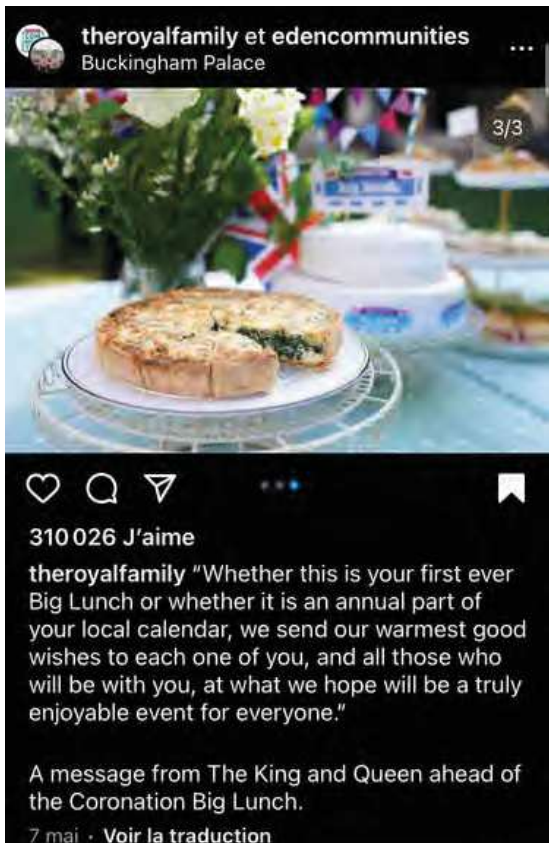 theroyalfamily et edencommunities
Buckingham Palace
3/3
310 026 J'aime
theroyalfamily "Whether this is your first ever
Big Lunch or whether it is an annual part of
your local calendar, we send our warmest good
wishes to each one of you, and all those who
will be with you, at what we hope will be a truly
enjoyable event for everyone."
A message from The King and Queen ahead of
the Coronation Big Lunch.
7 mai · Voir la traduction